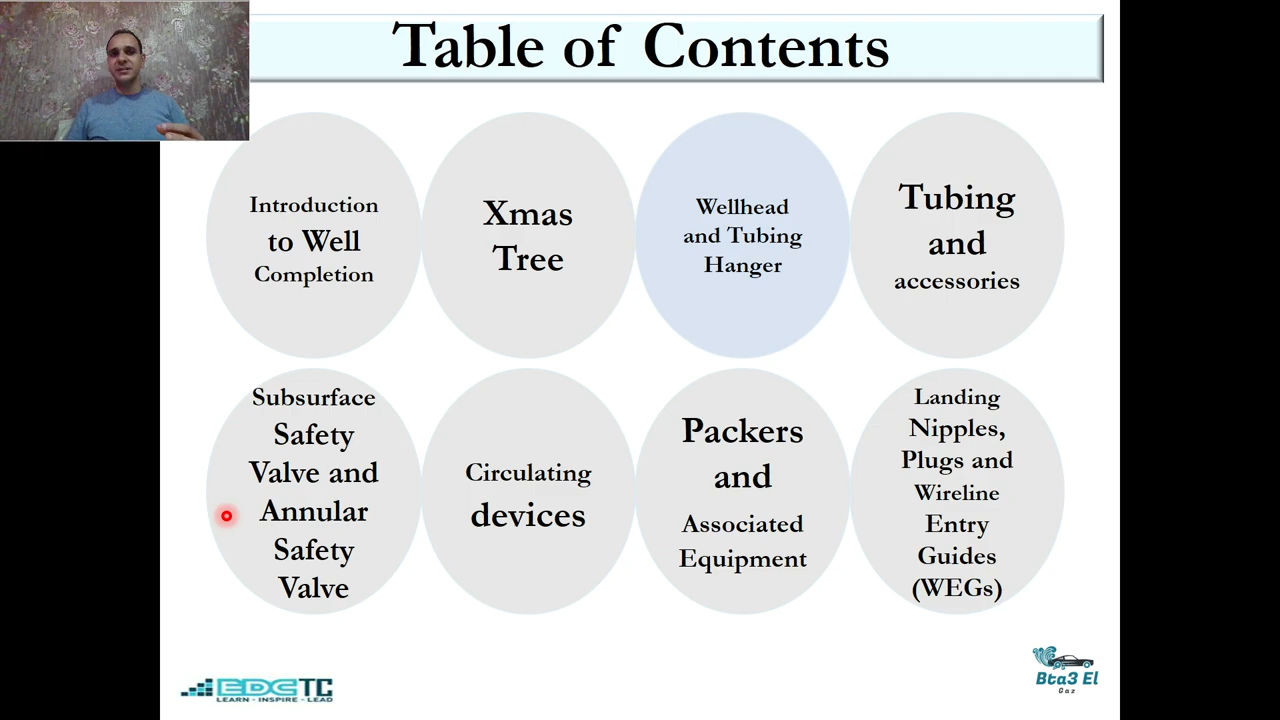 Table of Contents
Introduction
to Well
Completion
Xmas
Tree
Wellhead
and Tubing
Hanger
Tubing
and
accessories
Subsurface
Safety
Valve and
Annular
Safety
Valve
Circulating
devices
Packers
and
Associated
Equipment
Landing
Nipples,
Plugs and
Wireline
Entry
Guides
(WEGs)
EDCTC
LEARN - INSPIRE - LEAD
Bta3 El
Gaz